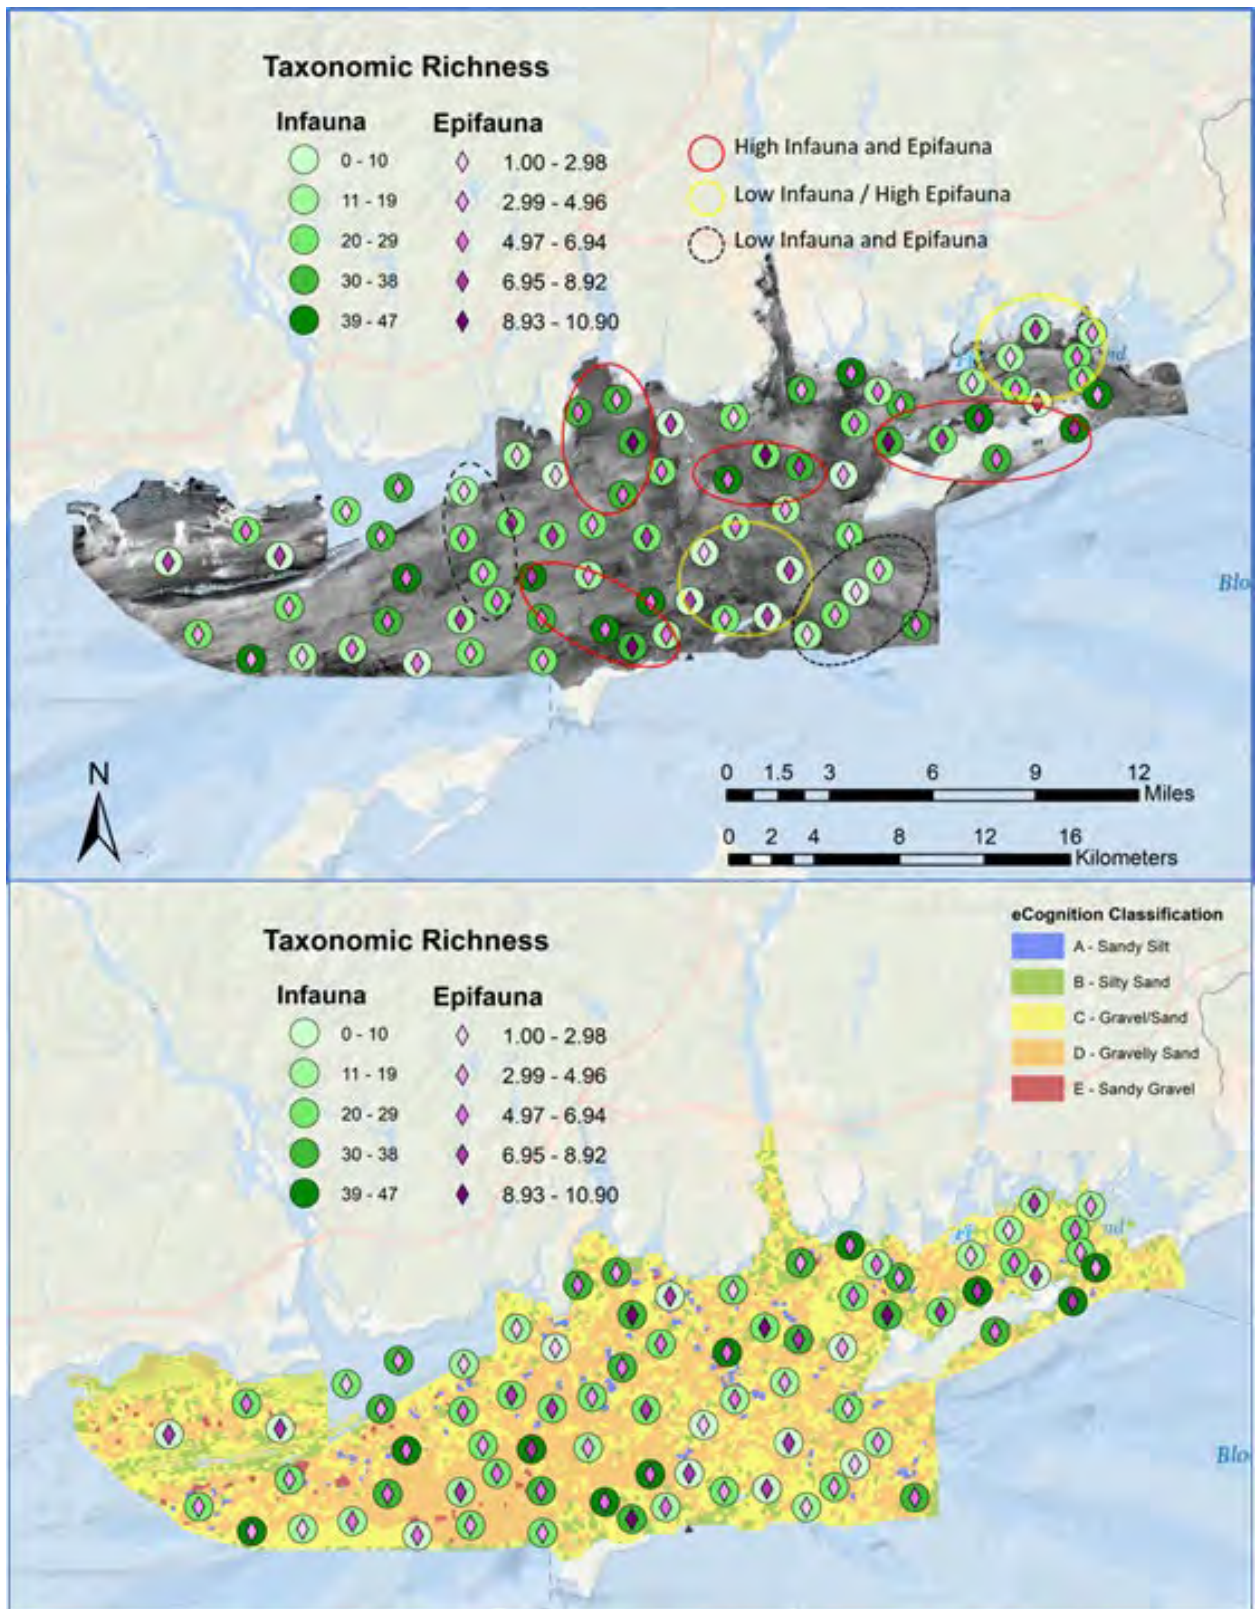 Taxonomic Richness
Infauna Epifauna
0 - 10 1.00 - 2.98
11 - 19 2.99 - 4.96
20 - 29 4.97 - 6.94
30 - 38 6.95 - 8.92
39 - 47 8.93 - 10.90
High Infauna and Epifauna
Low Infauna / High Epifauna
Low Infauna and Epifauna
nd
Blo
N
0 1.5 3 6 9 12
Miles
0 2 4 8 12 16
Kilometers
eCognition Classification
A - Sandy Silt
B - Silty Sand
C - Gravel/Sand
D - Gravelly Sand
E - Sandy Gravel
Taxonomic Richness
Infauna Epifauna
0 - 10 1.00 - 2.98
11 - 19 2.99 - 4.96
20 - 29 4.97 - 6.94
30 - 38 6.95 - 8.92
39 - 47 8.93 - 10.90
nd
Blo